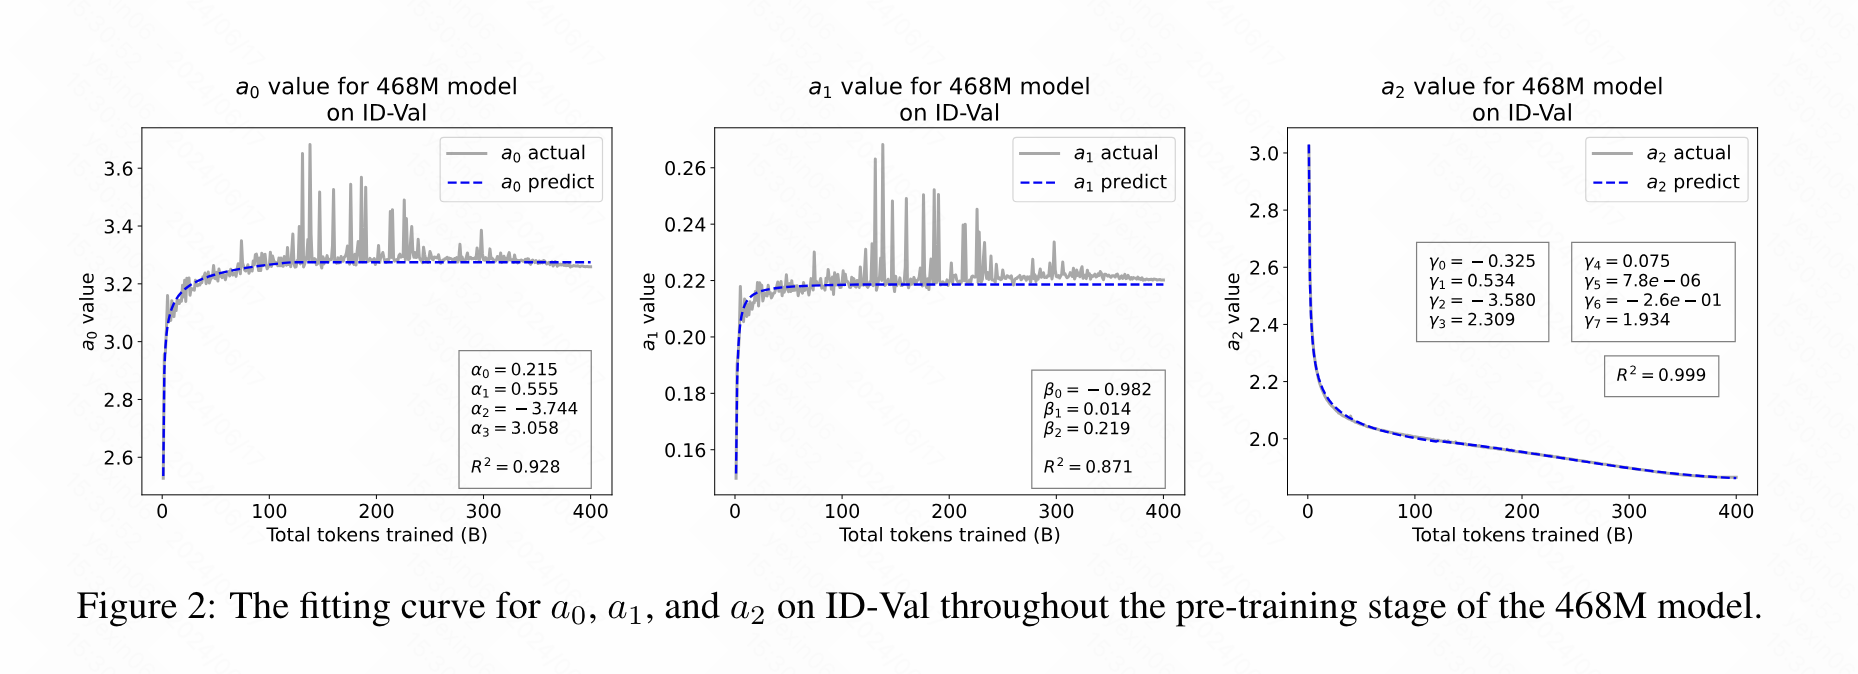 a₀ value for 468M model
on ID-Val
a₀ actual
a₀ predict
3.6
3.4
3.2
3.0
2.8
2.6
a₀ value
α₀ = 0.215
α₁ = 0.555
α₂ = −3.744
α₃ = 3.058
R² = 0.928
0 100 200 300 400
Total tokens trained (B)
a₁ value for 468M model
on ID-Val
a₁ actual
a₁ predict
0.26
0.24
0.22
0.20
0.18
0.16
a₁ value
β₀ = −0.982
β₁ = 0.014
β₂ = 0.219
R² = 0.871
0 100 200 300 400
Total tokens trained (B)
a₂ value for 468M model
on ID-Val
a₂ actual
a₂ predict
3.0
2.8
2.6
2.4
2.2
2.0
a₂ value
γ₀ = −0.325
γ₁ = 0.534
γ₂ = −3.580
γ₃ = 2.309
γ₄ = 0.075
γ₅ = 7.8e − 06
γ₆ = −2.6e − 01
γ₇ = 1.934
R² = 0.999
0 100 200 300 400
Total tokens trained (B)
Figure 2: The fitting curve for a₀, a₁, and a₂ on ID-Val throughout the pre-training stage of the 468M model.